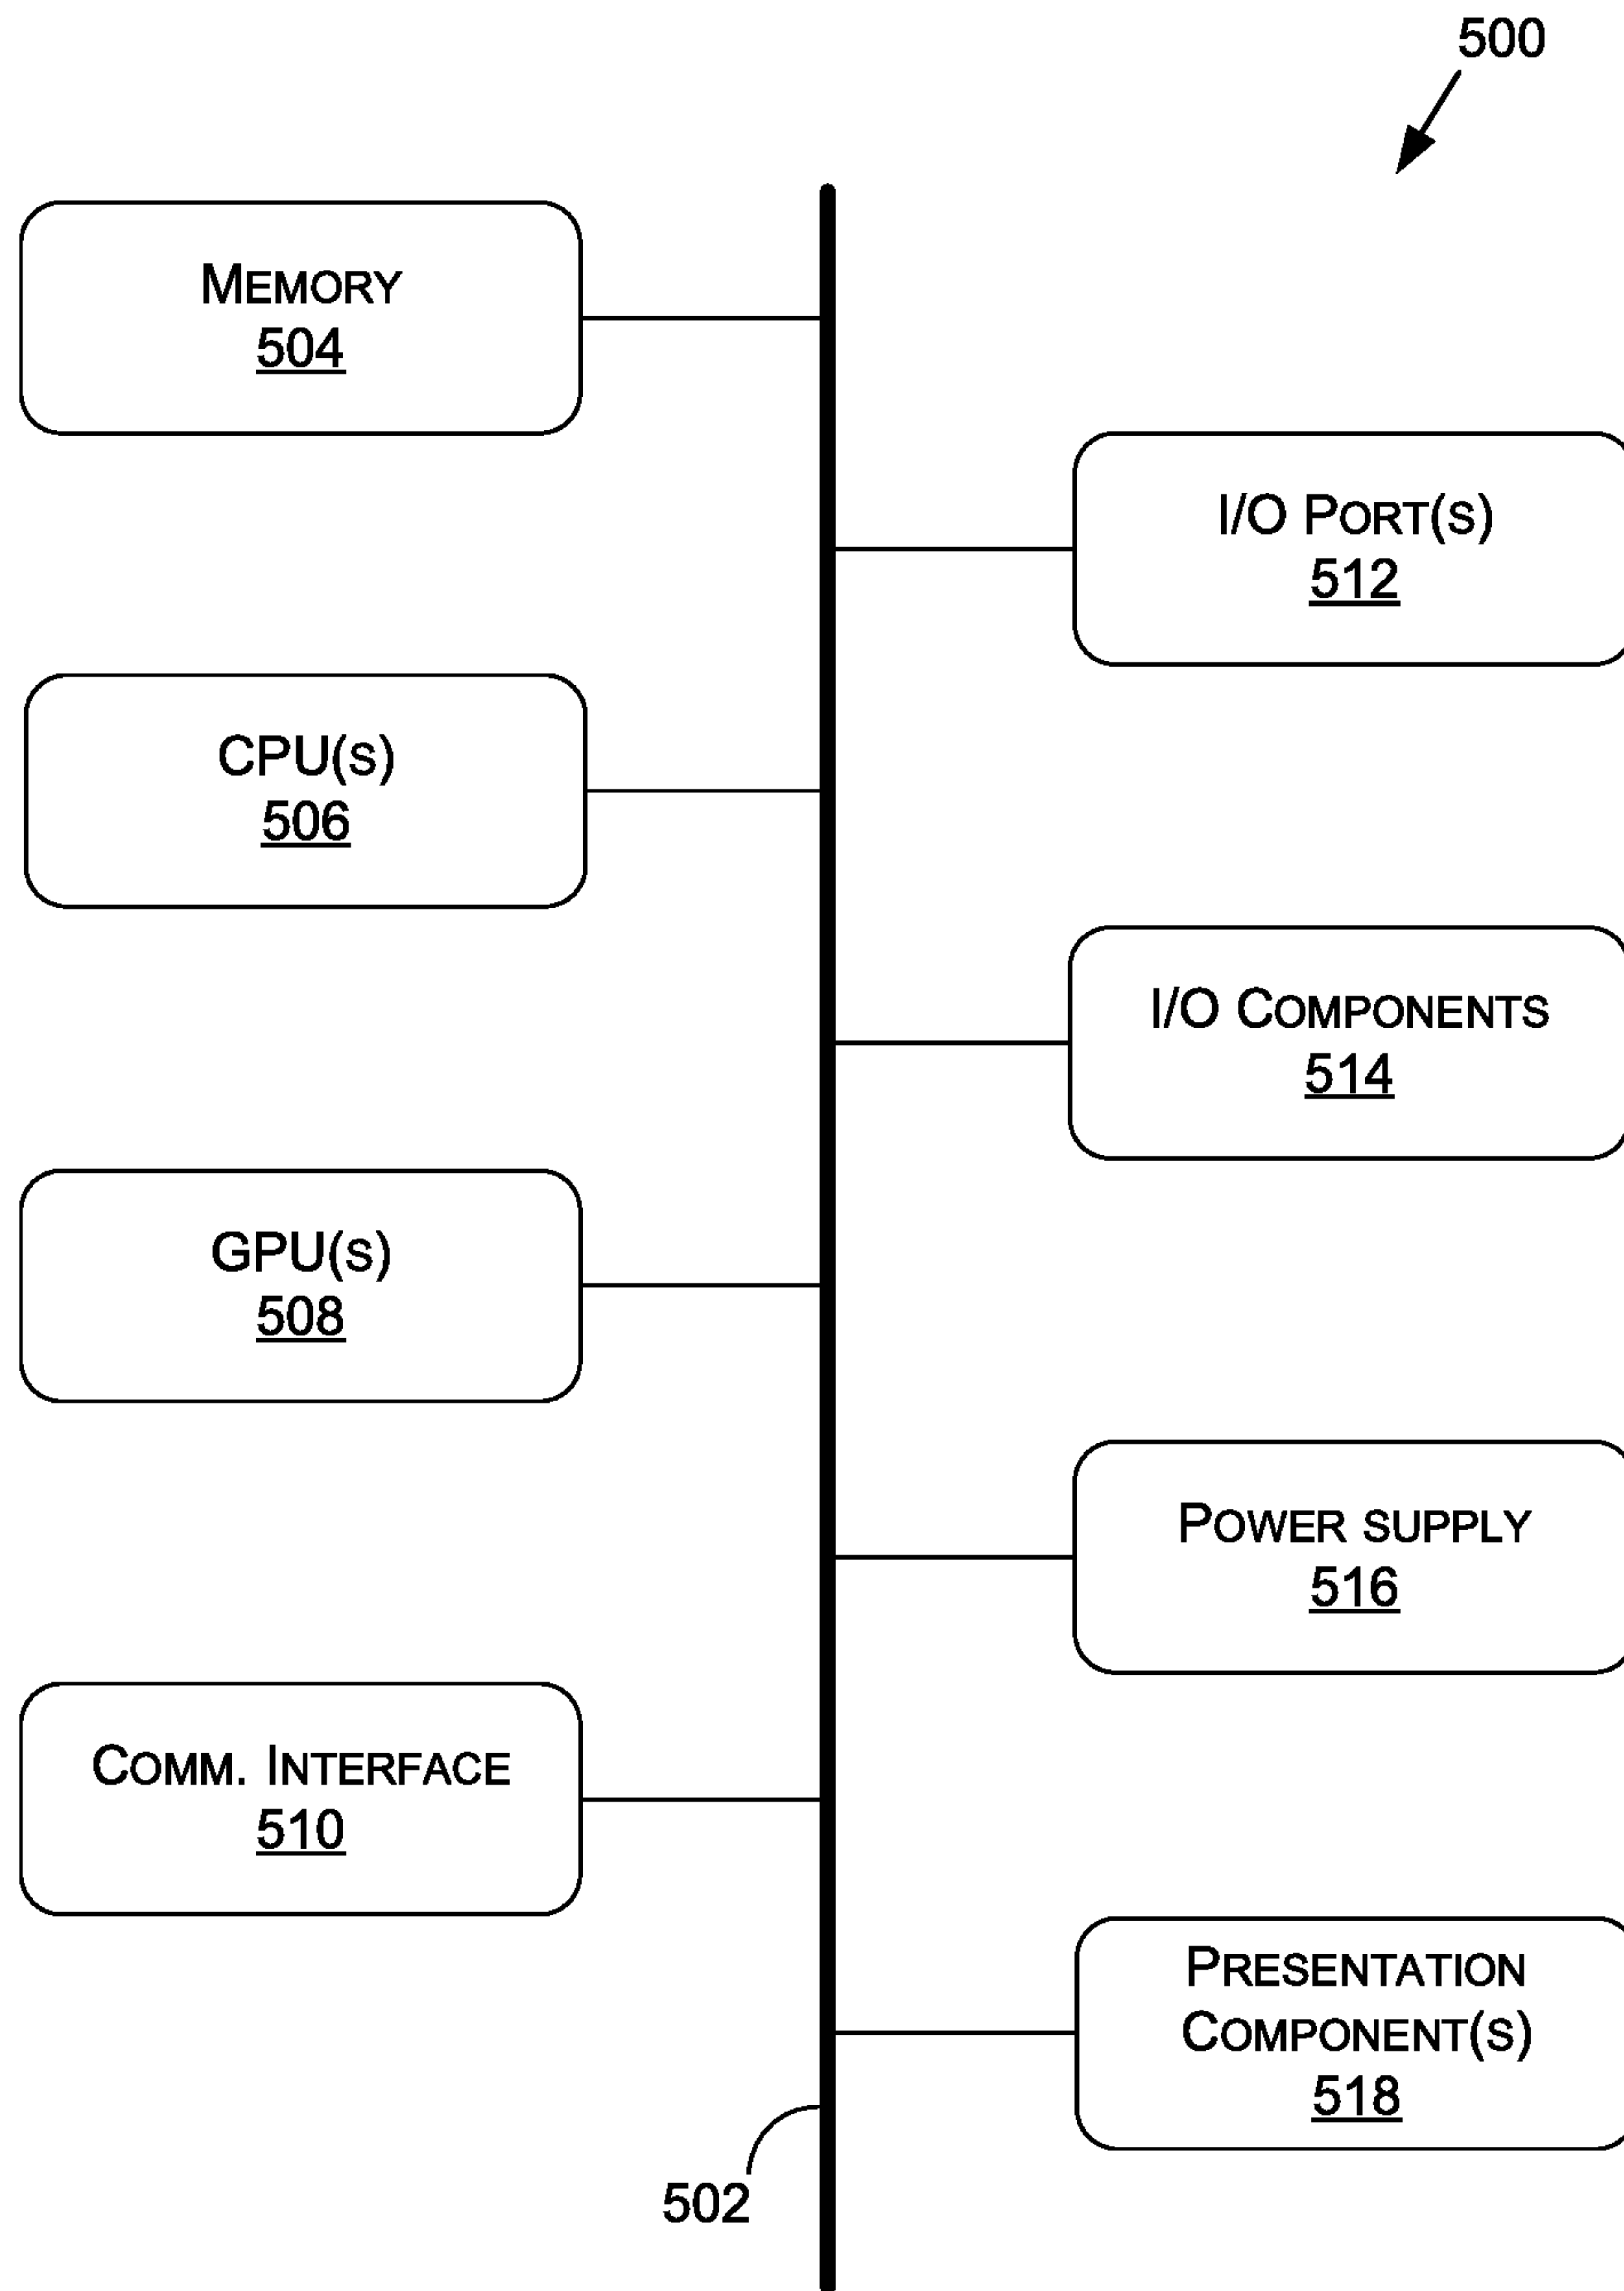 500
MEMORY
504
I/O PORT(S)
512
CPU(S)
506
I/O COMPONENTS
514
GPU(S)
508
POWER SUPPLY
516
COMM. INTERFACE
510
PRESENTATION
COMPONENT(S)
518
502